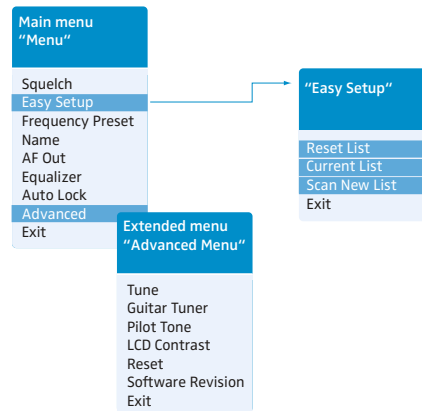 Main menu
"Menu"
Squelch
Easy Setup
Frequency Preset
Name
AF Out
Equalizer
Auto Lock
Advanced
Exit
"Easy Setup"
Reset List
Current List
Scan New List
Exit
Extended menu
"Advanced Menu"
Tune
Guitar Tuner
Pilot Tone
LCD Contrast
Reset
Software Revision
Exit